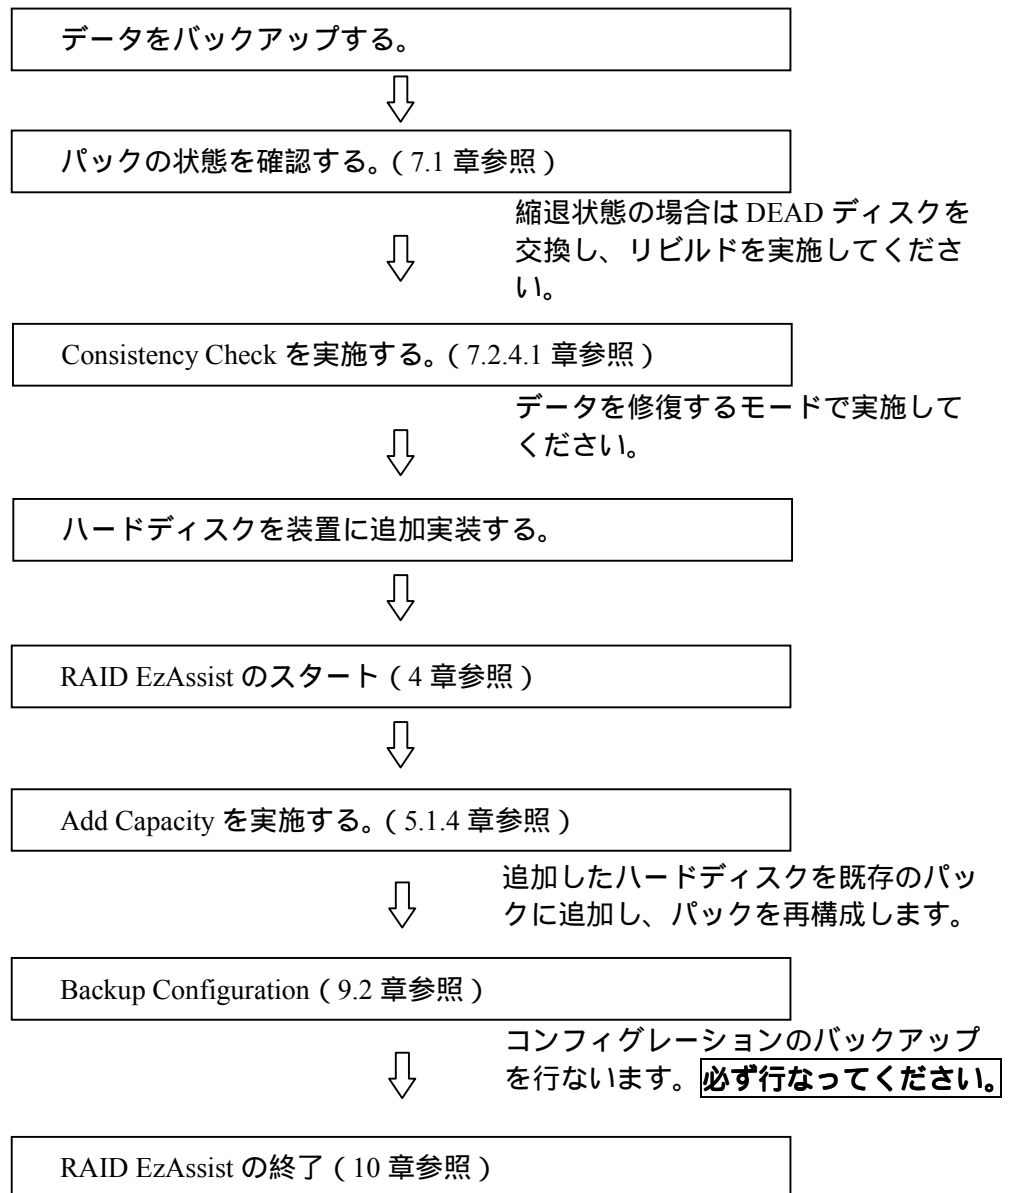 データをバックアップする。
パックの状態を確認する。（7.1 章参照）
縮退状態の場合は DEAD ディスクを
交換し、リビルドを実施してくださ
い。
Consistency Check を実施する。（7.2.4.1 章参照）
データを修復するモードで実施して
ください。
ハードディスクを装置に追加実装する。
RAID EzAssist のスタート（4 章参照）
Add Capacity を実施する。（5.1.4 章参照）
追加したハードディスクを既存のパッ
クに追加し、パックを再構成します。
Backup Configuration（9.2 章参照）
コンフィグレーションのバックアップ
を行ないます。必ず行なってください。
RAID EzAssist の終了（10 章参照）